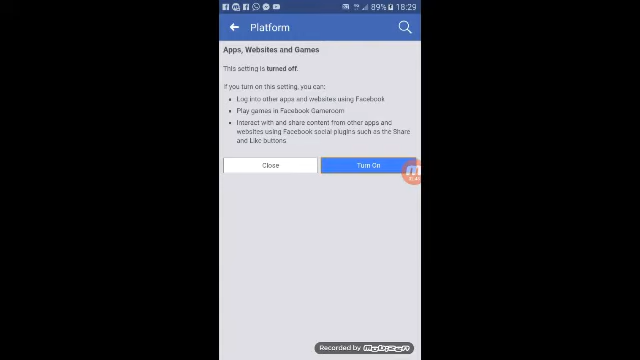 89% 18:29
Platform
Apps, Websites and Games
This setting is turned off.
If you turn on this setting, you can:
• Log into other apps and websites using Facebook
• Play games in Facebook Gameroom
• Interact with and share content from other apps and
websites using Facebook social plugins such as the Share
and Like buttons
Close Turn On
Recorded by mobizen